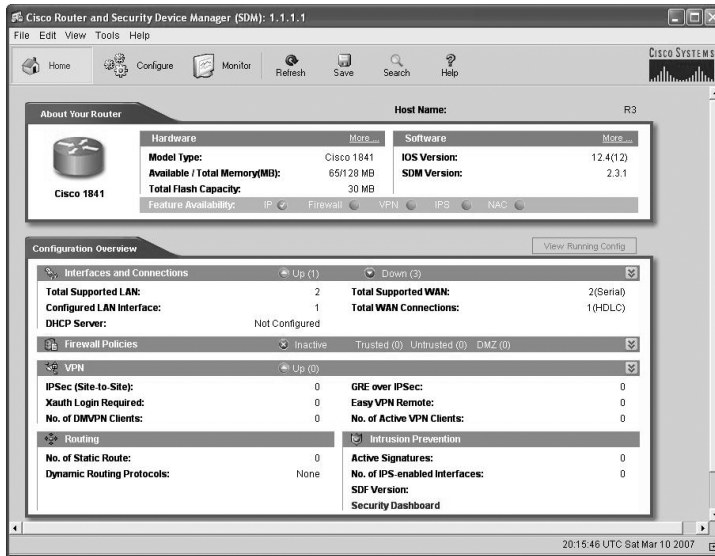 Cisco Router and Security Device Manager (SDM): 1.1.1.1
File Edit View Tools Help
Home Configure Monitor Refresh Save Search Help
CISCO SYSTEMS
About Your Router Host Name: R3
Cisco 1841
Hardware More ...
Model Type: Cisco 1841
Available / Total Memory(MB): 65/128 MB
Total Flash Capacity: 30 MB
Software More ...
IOS Version: 12.4(12)
SDM Version: 2.3.1
Feature Availability: IP Firewall VPN IPS NAC
Configuration Overview View Running Config
Interfaces and Connections Up (1) Down (3)
Total Supported LAN: 2 Total Supported WAN: 2(Serial)
Configured LAN Interface: 1 Total WAN Connections: 1(HDLC)
DHCP Server: Not Configured
Firewall Policies Inactive Trusted (0) Untrusted (0) DMZ (0)
VPN Up (0)
IPSec (Site-to-Site): 0 GRE over IPSec: 0
Xauth Login Required: 0 Easy VPN Remote: 0
No. of DMVPN Clients: 0 No. of Active VPN Clients: 0
Routing
No. of Static Route: 0
Dynamic Routing Protocols: None
Intrusion Prevention
Active Signatures: 0
No. of IPS-enabled Interfaces: 0
SDF Version:
Security Dashboard
20:15:46 UTC Sat Mar 10 2007